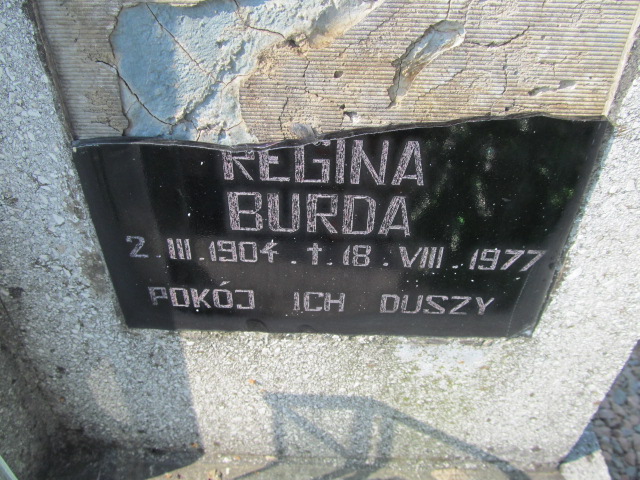 REGINA
BURDA
2.III.1904.†.18.VIII.1977
POKÓJ ICH DUSZY